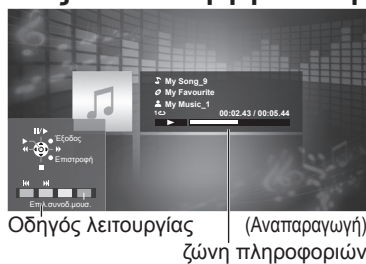 My Song_9
My Favourite
My Music_1
00:02.43 / 00:05.44
Έξοδος
Επιστροφή
i
Επιλ.συνοδ.μουσ.
Οδηγός λειτουργίας
(Αναπαραγωγή)
ζώνη πληροφοριών